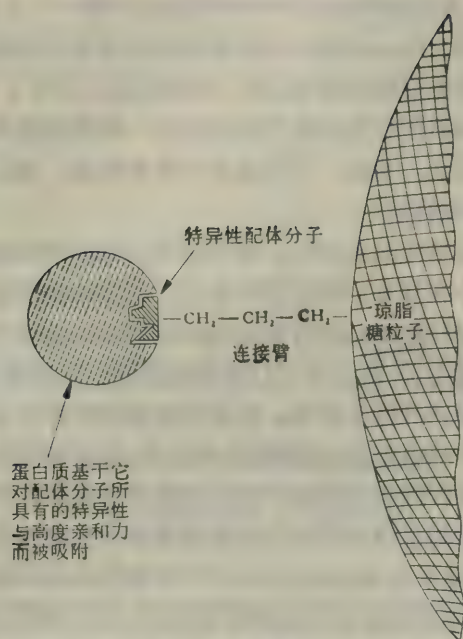 特异性配体分子
—CH₂—CH₂—CH₂—
连接臂
琼脂
糖粒子
蛋白质基于它
对配体分子所
具有的特异性
与高度亲和力
而被吸附